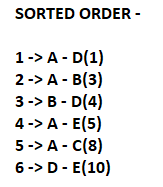 SORTED ORDER -
1 -> A - D(1)
2 -> A - B(3)
3 -> B - D(4)
4 -> A - E(5)
5 -> A - C(8)
6 -> D - E(10)